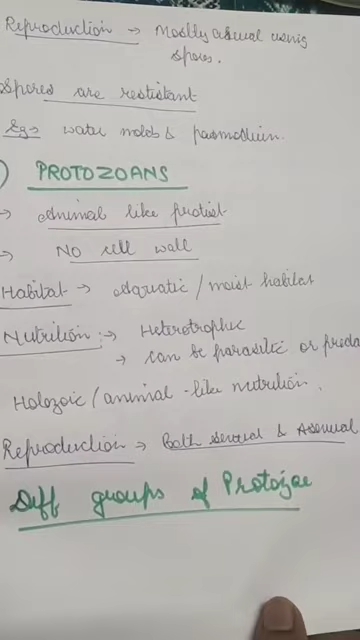 Reproduction → Mostly asexual using
spores.
Spores are resistant
Eg→ water molds & plasmodium.
) PROTOZOANS
→ Animal like protist
→ No cell wall
Habitat → Aquatic / moist habitat
Nutrition :→ Heterotrophic
→ can be parasitic or preda
Holozoic / animal-like nutrition.
Reproduction → Both Sexual & Asexual
Diff groups of Protozoe